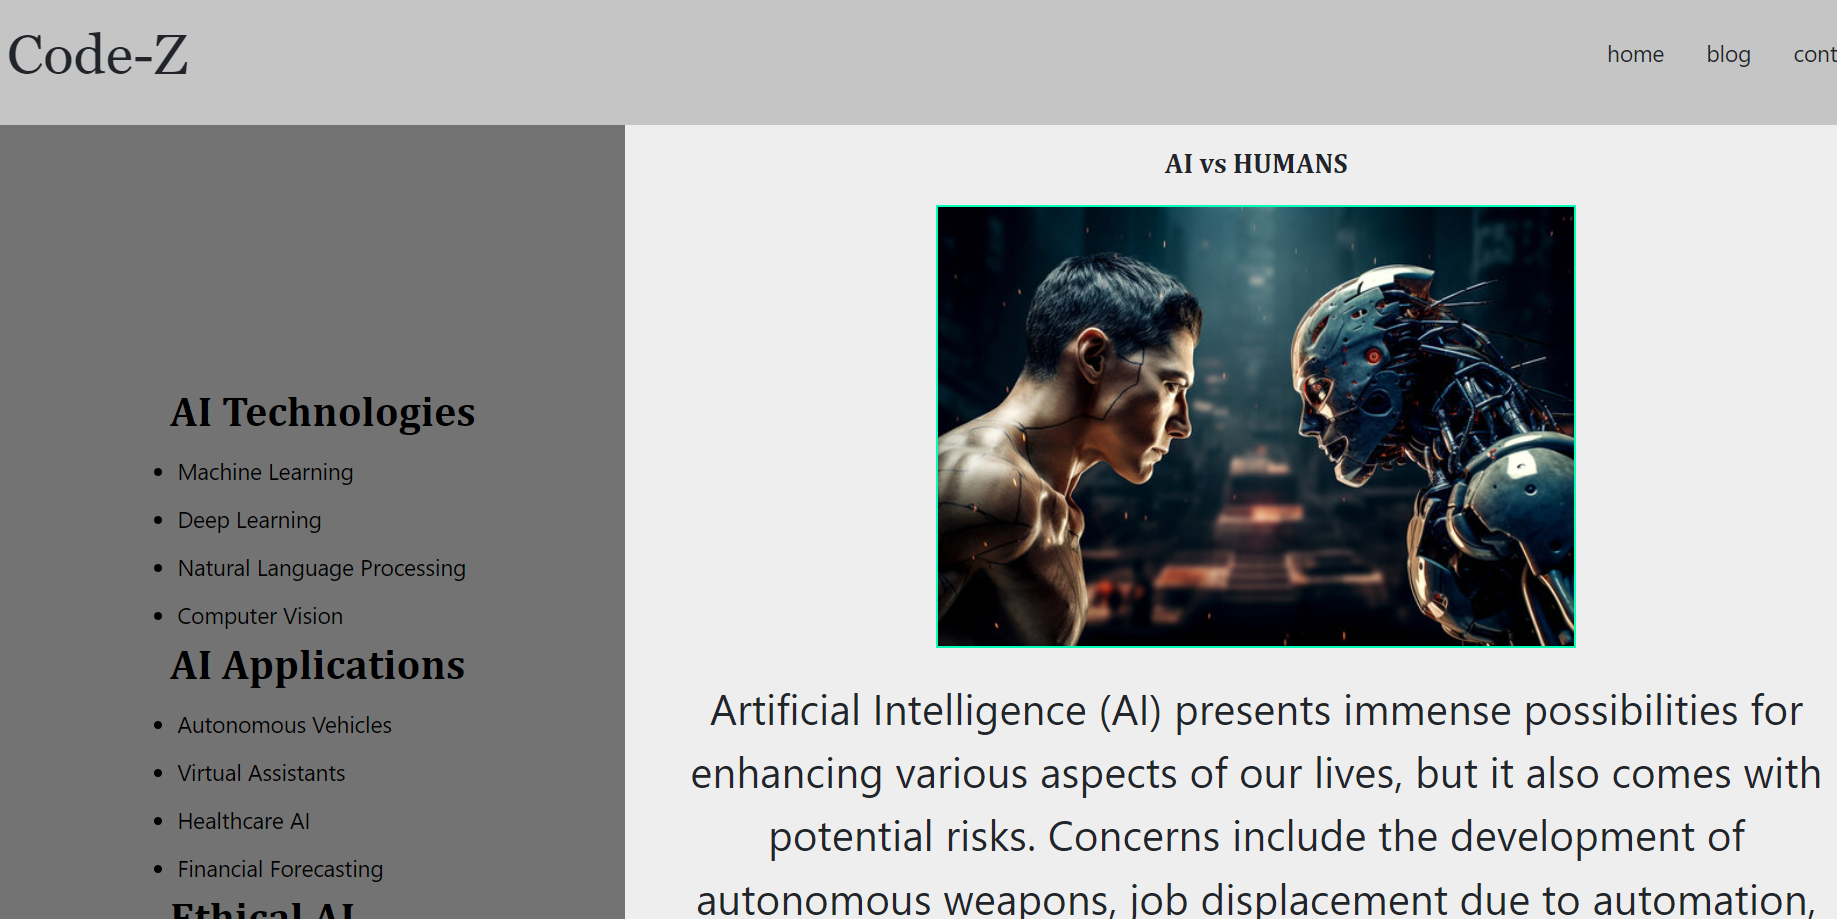 Code-Z
home blog cont
AI Technologies
Machine Learning
Deep Learning
Natural Language Processing
Computer Vision
AI Applications
Autonomous Vehicles
Virtual Assistants
Healthcare AI
Financial Forecasting
Ethical AI
AI vs HUMANS
Artificial Intelligence (AI) presents immense possibilities for
enhancing various aspects of our lives, but it also comes with
potential risks. Concerns include the development of
autonomous weapons, job displacement due to automation,